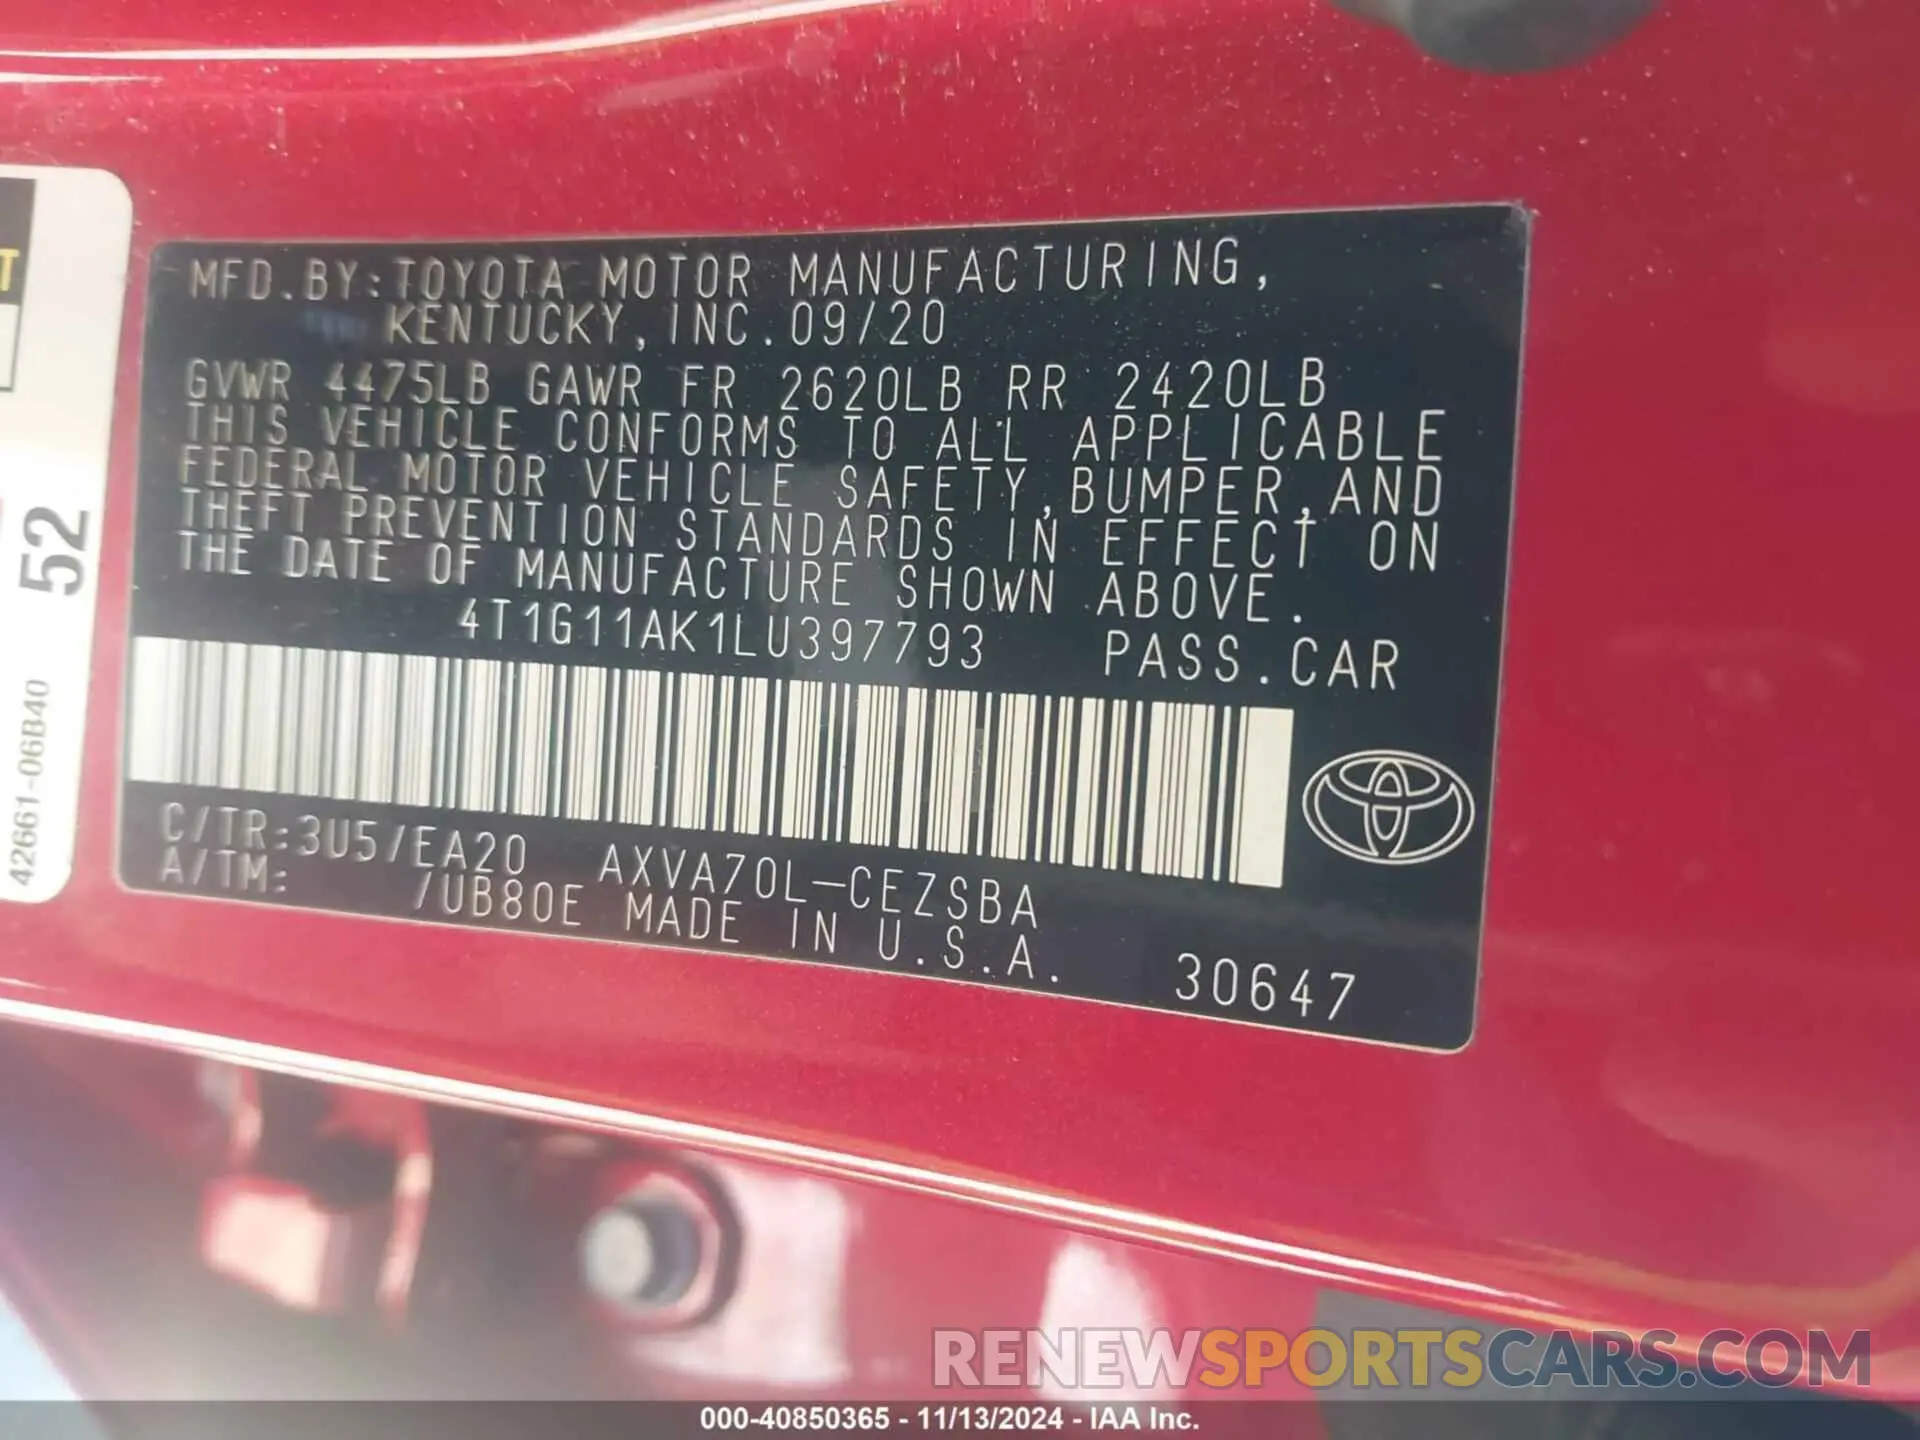 MFD.BY:TOYOTA MOTOR MANUFACTURING,
KENTUCKY,INC.09/20
GVWR 4475LB GAWR FR 2620LB RR 2420LB
THIS VEHICLE CONFORMS TO ALL APPLICABLE
FEDERAL MOTOR VEHICLE SAFETY,BUMPER,AND
THEFT PREVENTION STANDARDS IN EFFECT ON
THE DATE OF MANUFACTURE SHOWN ABOVE.
4T1G11AK1LU397793 PASS.CAR
C/TR:3U5/EA20 AXVA70L-CEZSBA
A/TM: /UB80E MADE IN U.S.A. 30647
T
52
42661-06B40
RENEWSPORTSCARS.COM
000-40850365 - 11/13/2024 - IAA Inc.